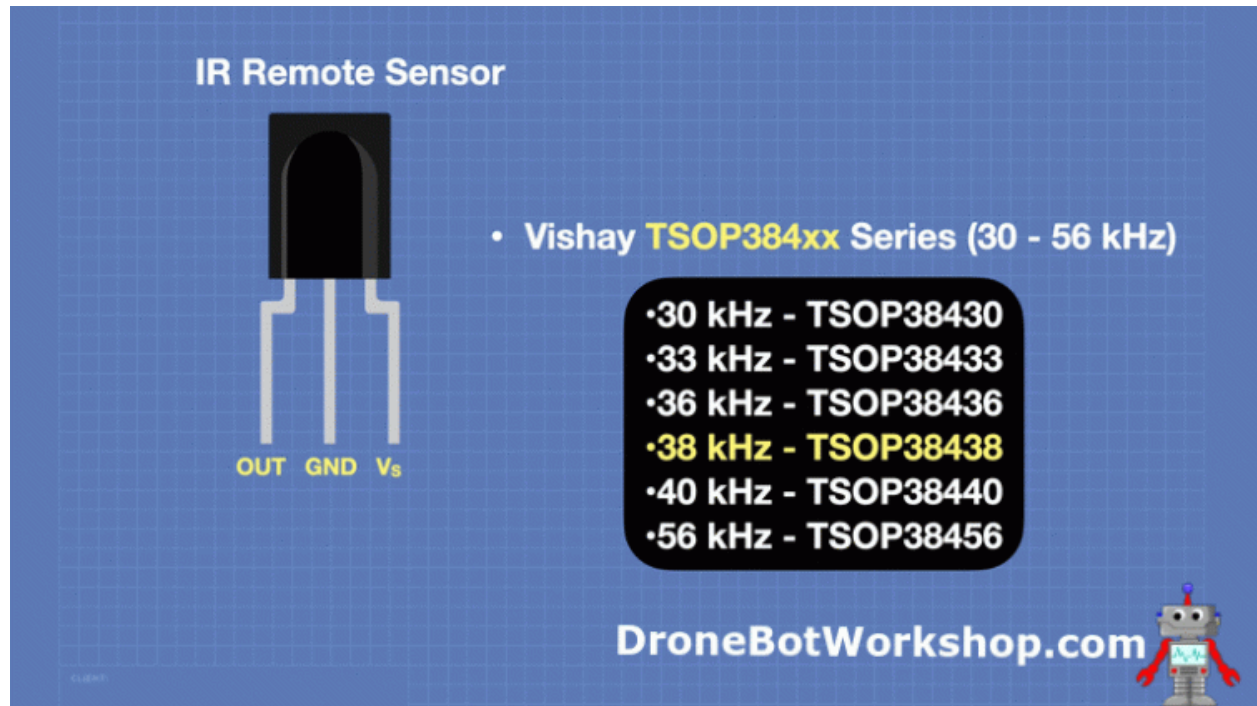 IR Remote Sensor
• Vishay TSOP384xx Series (30 - 56 kHz)
•30 kHz - TSOP38430
•33 kHz - TSOP38433
•36 kHz - TSOP38436
•38 kHz - TSOP38438
•40 kHz - TSOP38440
•56 kHz - TSOP38456
OUT GND Vs
DroneBotWorkshop.com